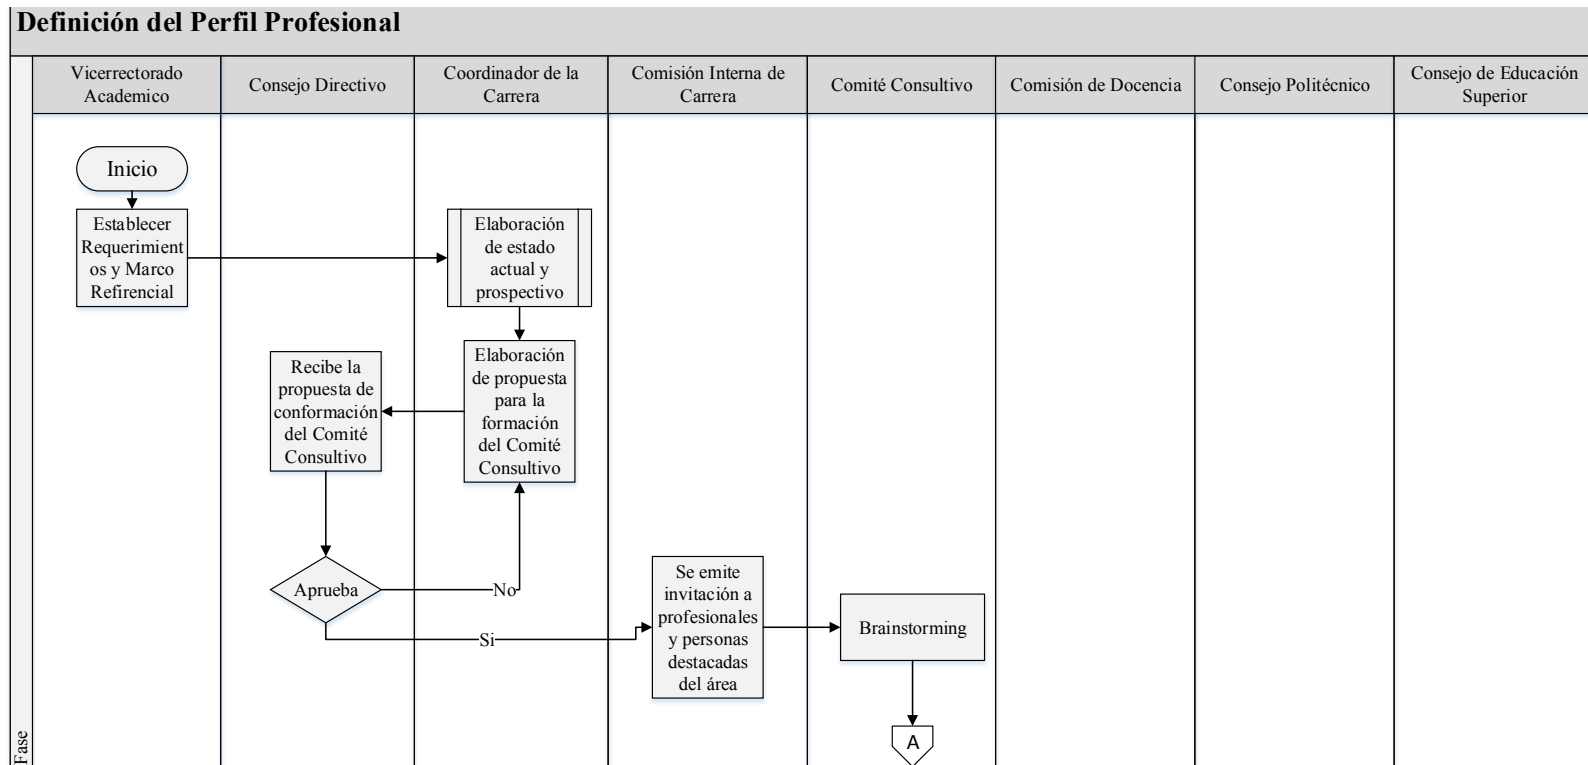 Definición del Perfil Profesional
Vicerrectorado
Academico
Consejo Directivo
Coordinador de la
Carrera
Comisión Interna de
Carrera
Comité Consultivo
Comisión de Docencia
Consejo Politécnico
Consejo de Educación
Superior
Inicio
Establecer
Requerimient
os y Marco
Refirencial
Elaboración
de estado
actual y
prospectivo
Recibe la
propuesta de
conformación
del Comité
Consultivo
Elaboración
de propuesta
para la
formación
del Comité
Consultivo
Aprueba
No
Si
Se emite
invitación a
profesionales
y personas
destacadas
del área
Brainstorming
A
Fase